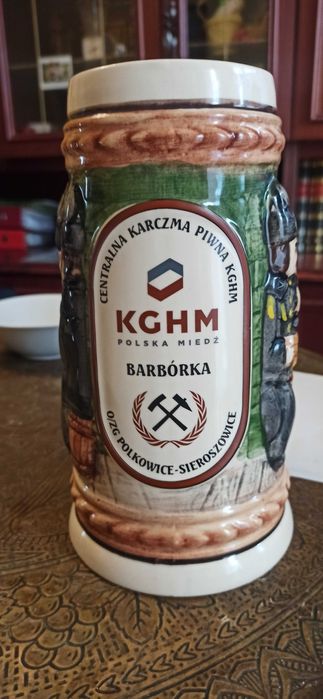 CENTRALNA KARCZMA PIWNA KGHM
KGHM
POLSKA MIEDŹ
BARBÓRKA
O/ZG POLKOWICE-SIEROSZOWICE